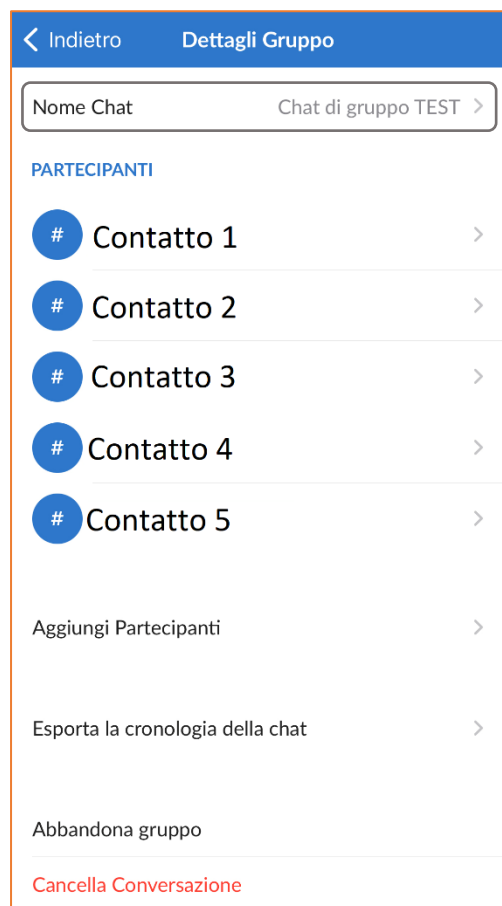 Indietro Dettagli Gruppo
Nome Chat Chat di gruppo TEST
PARTECIPANTI
# Contatto 1
# Contatto 2
# Contatto 3
# Contatto 4
# Contatto 5
Aggiungi Partecipanti
Esporta la cronologia della chat
Abbandona gruppo
Cancella Conversazione